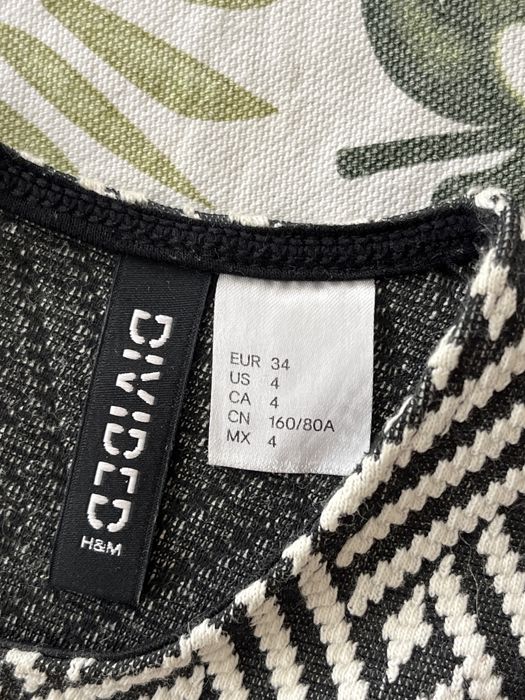 DIVIDED
H&M
EUR 34
US 4
CA 4
CN 160/80A
MX 4